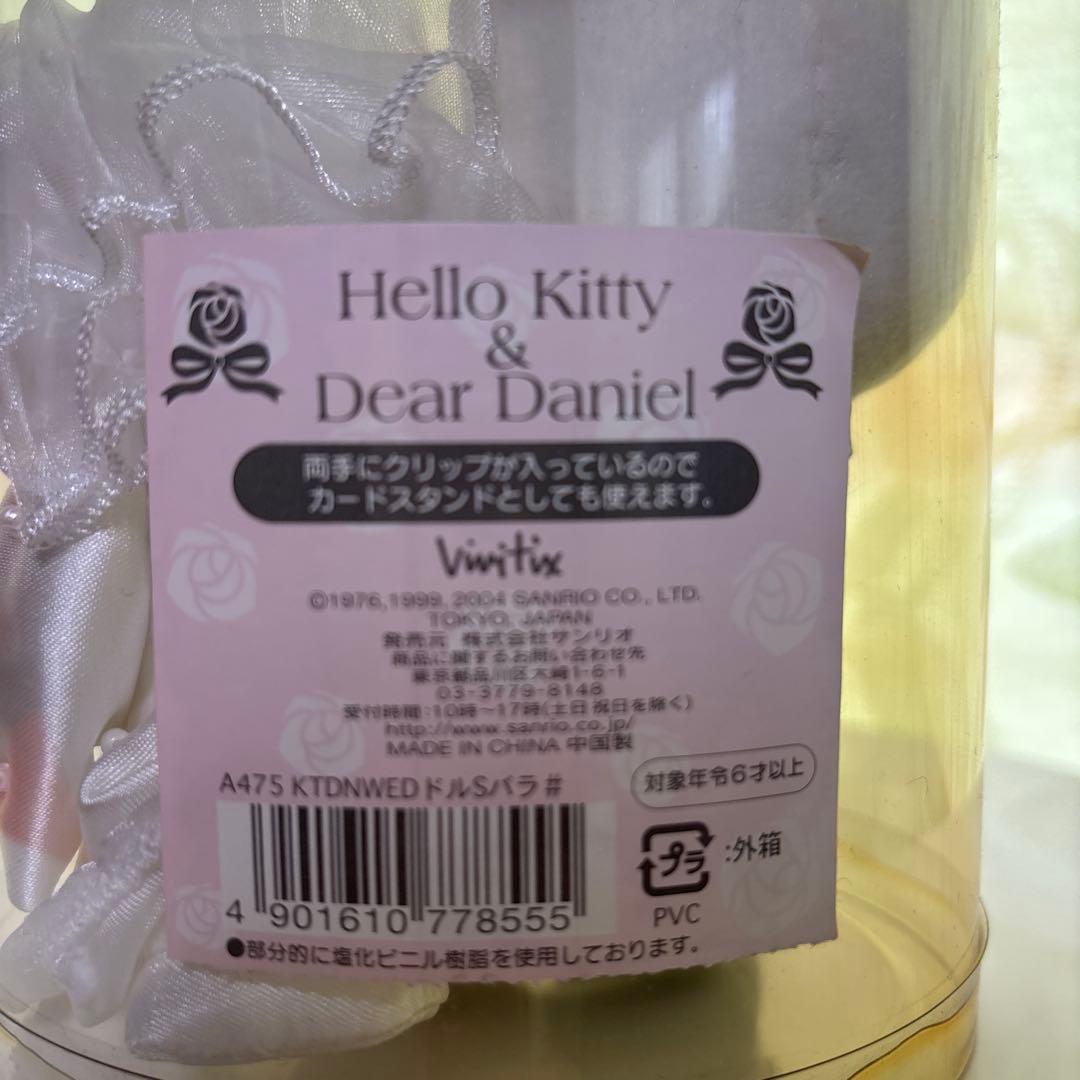 Hello Kitty
&
Dear Daniel
両手にクリップが入っているので
カードスタンドとしても使えます。
Vivitix
©1976,1999,2004 SANRIO CO., LTD.
TOKYO, JAPAN
発売元 株式会社サンリオ
商品に関するお問い合わせ先
東京都品川区大崎1-6-1
03-3779-8148
受付時間:10時～17時(土日祝日を除く)
http://www.sanrio.co.jp/
MADE IN CHINA 中国製
A475 KTDNWEDドルSバラ#
対象年令6才以上
プラ :外箱
PVC
4 901610 778555
●部分的に塩化ビニル樹脂を使用しております。